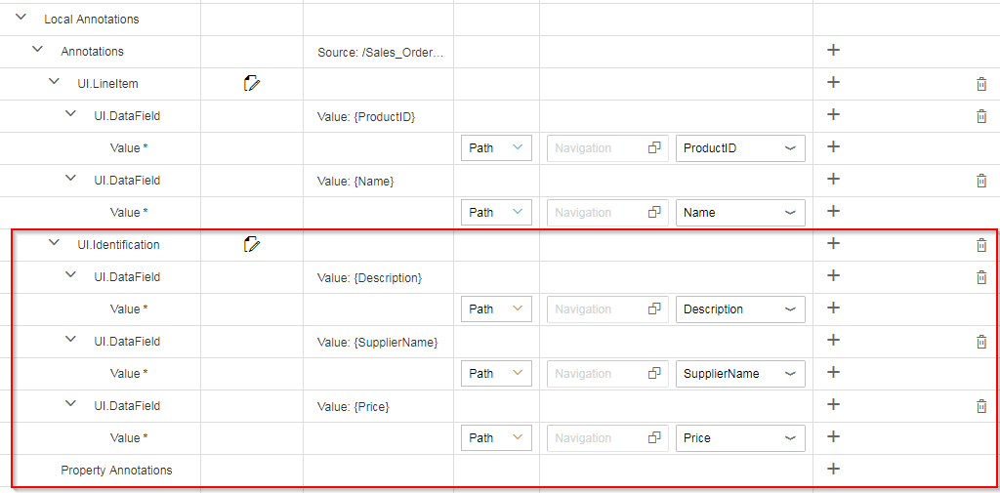 Local Annotations
Annotations Source: /Sales_Order...
UI.LineItem
UI.DataField Value: {ProductID}
Value * Path Navigation ProductID
UI.DataField Value: {Name}
Value * Path Navigation Name
UI.Identification
UI.DataField Value: {Description}
Value * Path Navigation Description
UI.DataField Value: {SupplierName}
Value * Path Navigation SupplierName
UI.DataField Value: {Price}
Value * Path Navigation Price
Property Annotations